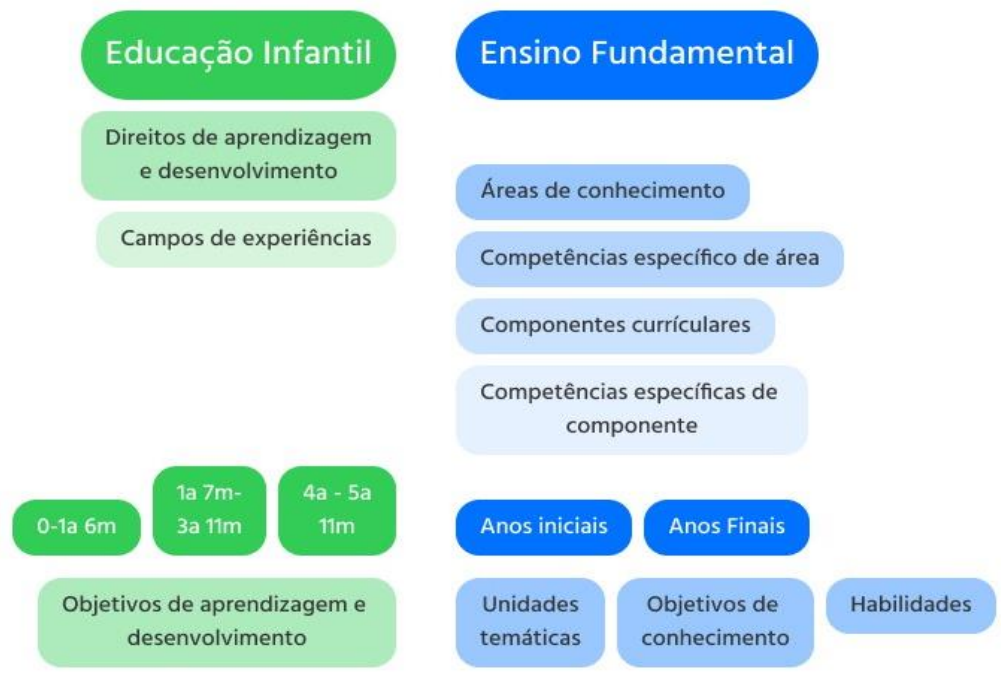 Educação Infantil
Direitos de aprendizagem
e desenvolvimento
Campos de experiências
0-1a 6m
1a 7m-
3a 11m
4a - 5a
11m
Objetivos de aprendizagem e
desenvolvimento
Ensino Fundamental
Áreas de conhecimento
Competências específico de área
Componentes currículares
Competências específicas de
componente
Anos iniciais
Anos Finais
Unidades
temáticas
Objetivos de
conhecimento
Habilidades